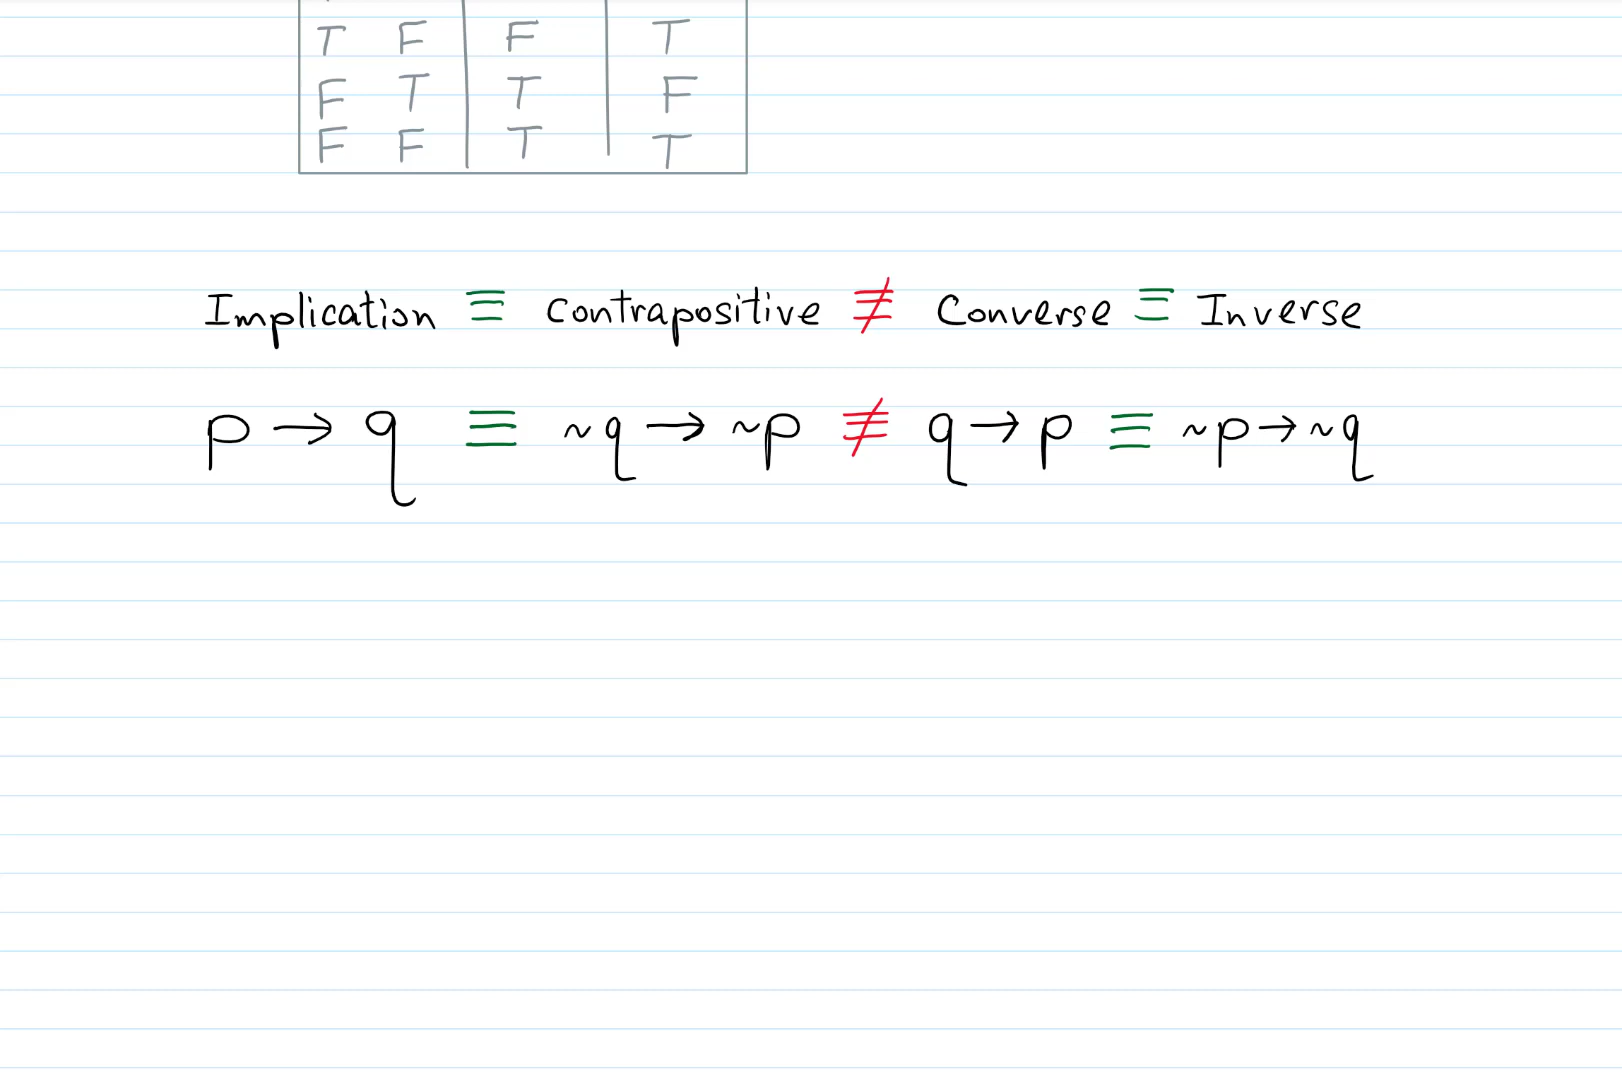 T F F T
F T T F
F F T T
Implication ≡ Contrapositive ≢ Converse ≡ Inverse
p → q ≡ ~q → ~p ≢ q → p ≡ ~p → ~q